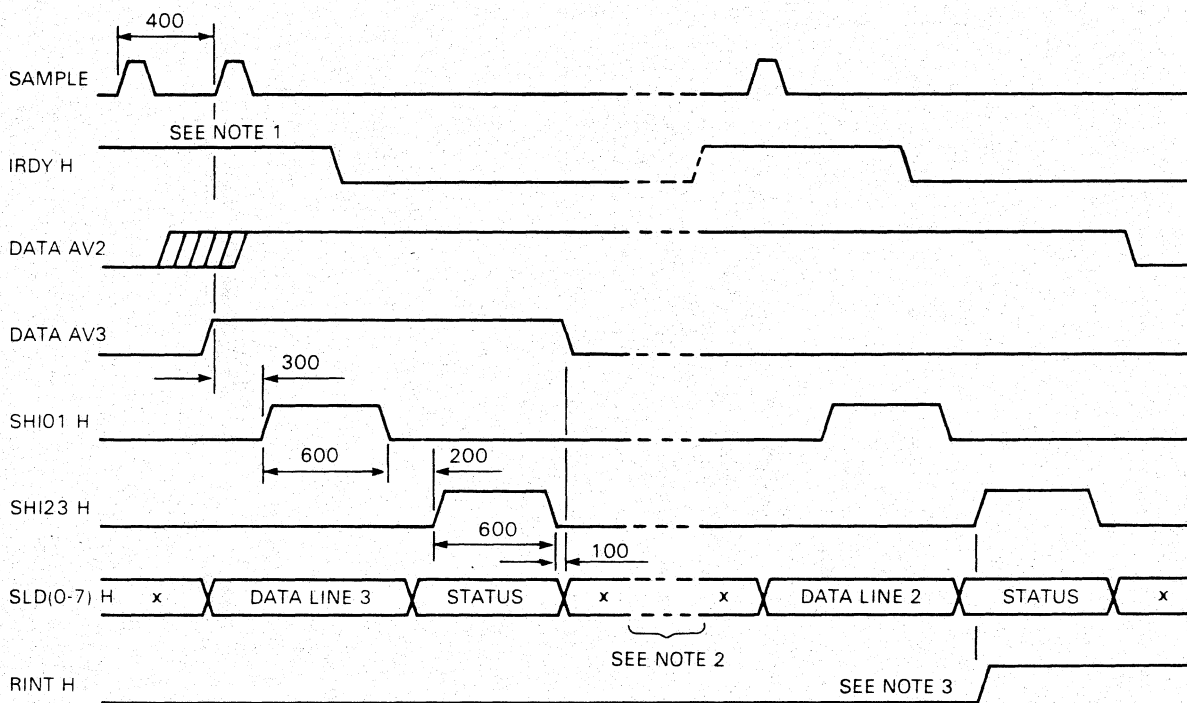 400
SAMPLE
SEE NOTE 1
IRDY H
DATA AV2
DATA AV3
300
SHI01 H
600
200
SHI23 H
600
100
SLD(0-7) H x DATA LINE 3 STATUS x x DATA LINE 2 STATUS x
SEE NOTE 2
RINT H
SEE NOTE 3